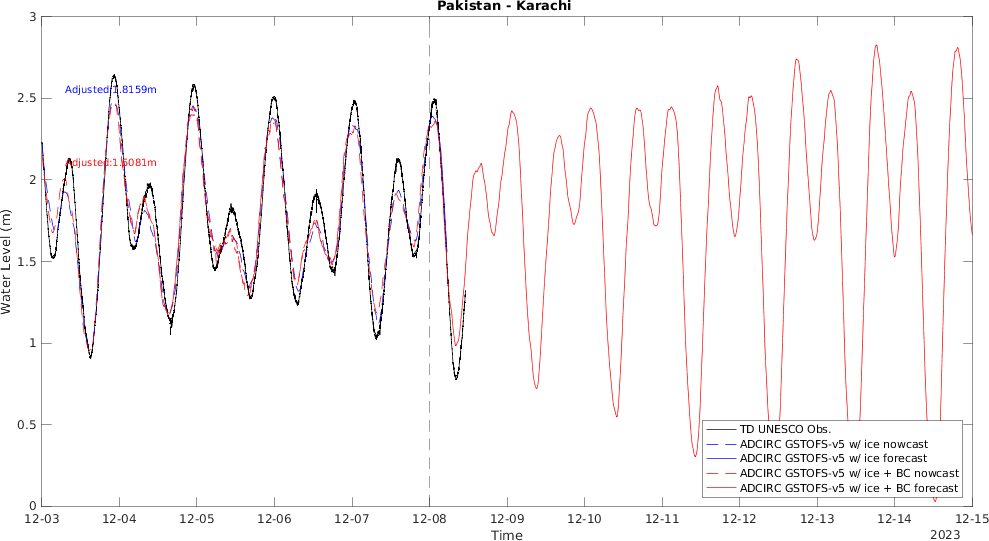 Pakistan - Karachi
Adjusted:1.8159m
Adjusted:1.6081m
Water Level (m)
3
2.5
2
1.5
1
0.5
0
TD UNESCO Obs.
ADCIRC GSTOFS-v5 w/ ice nowcast
ADCIRC GSTOFS-v5 w/ ice forecast
ADCIRC GSTOFS-v5 w/ ice + BC nowcast
ADCIRC GSTOFS-v5 w/ ice + BC forecast
12-03 12-04 12-05 12-06 12-07 12-08 12-09 12-10 12-11 12-12 12-13 12-14 12-15
Time
2023